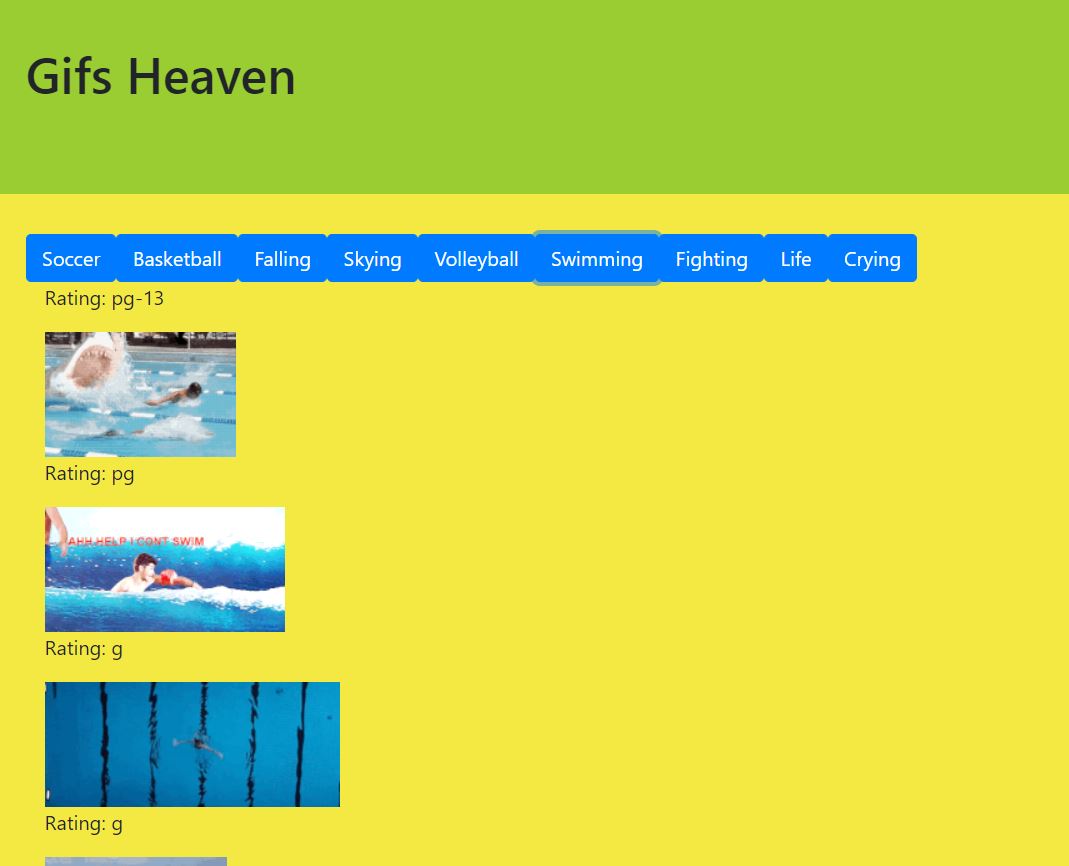 Gifs Heaven
Soccer Basketball Falling Skying Volleyball Swimming Fighting Life Crying
Rating: pg-13
Rating: pg
AHH HELP I CONT SWIM
Rating: g
Rating: g